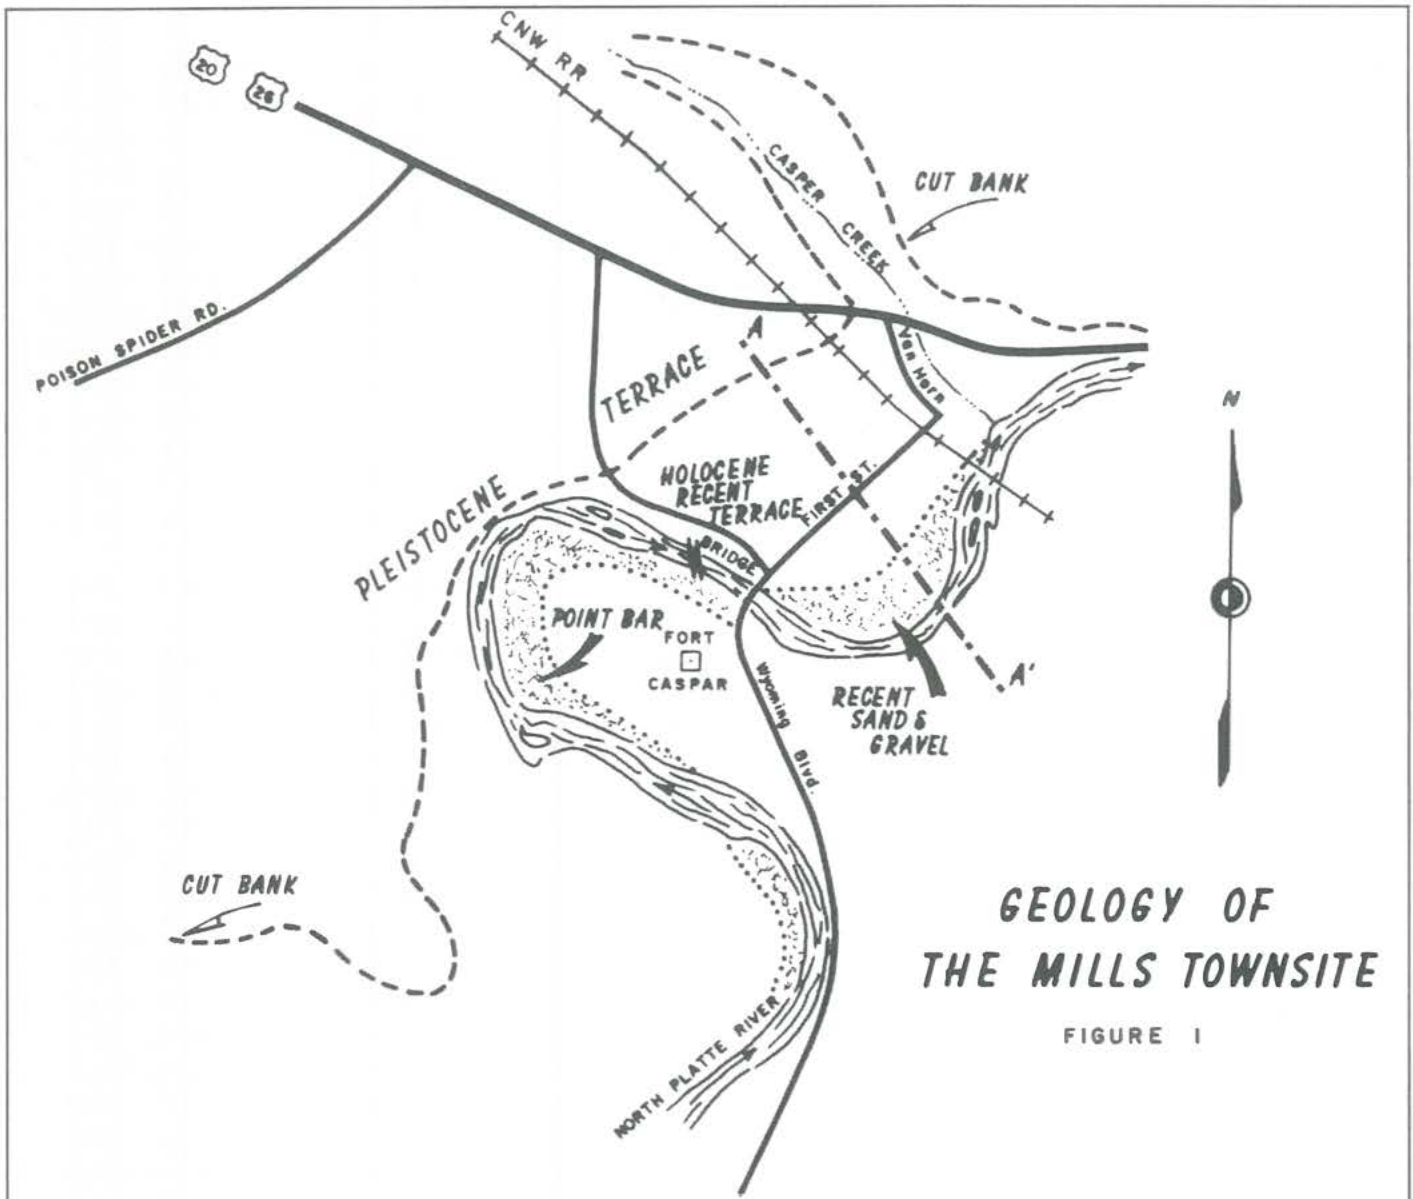 CNW RR
20
26
CASPER CREEK
CUT BANK
POISON SPIDER RD.
A
Van Horn
TERRACE
N
HOLOCENE
RECENT
TERRACE
FIRST ST.
PLEISTOCENE
BRIDGE
POINT BAR
FORT
CASPAR
A'
Wyoming Blvd.
RECENT
SAND &
GRAVEL
CUT BANK
GEOLOGY OF
THE MILLS TOWNSITE
FIGURE 1
NORTH PLATTE RIVER